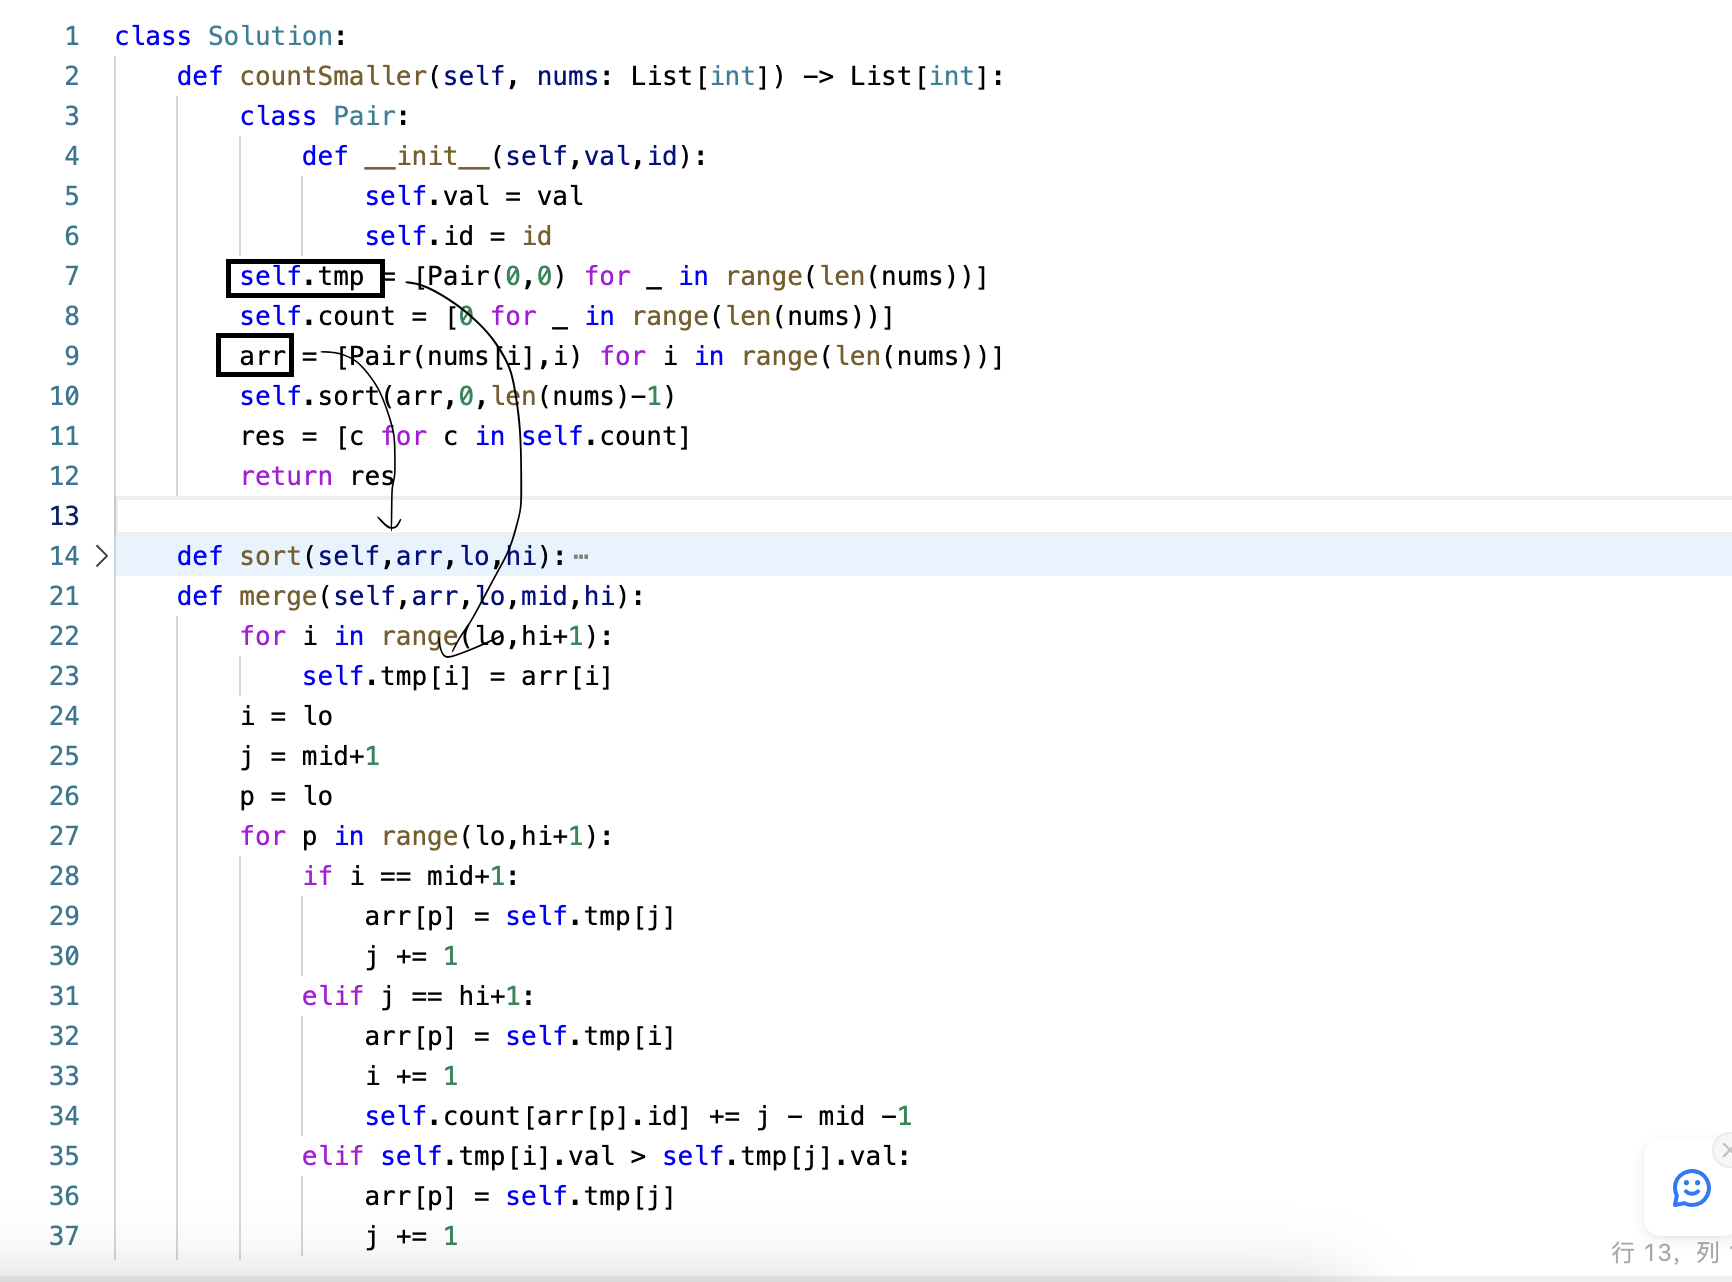 1 class Solution:
2 def countSmaller(self, nums: List[int]) -> List[int]:
3 class Pair:
4 def __init__(self,val,id):
5 self.val = val
6 self.id = id
7 self.tmp = [Pair(0,0) for _ in range(len(nums))]
8 self.count = [0 for _ in range(len(nums))]
9 arr = [Pair(nums[i],i) for i in range(len(nums))]
10 self.sort(arr,0,len(nums)-1)
11 res = [c for c in self.count]
12 return res
13
14 def sort(self,arr,lo,hi):⋯
21 def merge(self,arr,lo,mid,hi):
22 for i in range(lo,hi+1):
23 self.tmp[i] = arr[i]
24 i = lo
25 j = mid+1
26 p = lo
27 for p in range(lo,hi+1):
28 if i == mid+1:
29 arr[p] = self.tmp[j]
30 j += 1
31 elif j == hi+1:
32 arr[p] = self.tmp[i]
33 i += 1
34 self.count[arr[p].id] += j - mid -1
35 elif self.tmp[i].val > self.tmp[j].val:
36 arr[p] = self.tmp[j]
37 j += 1
行 13, 列